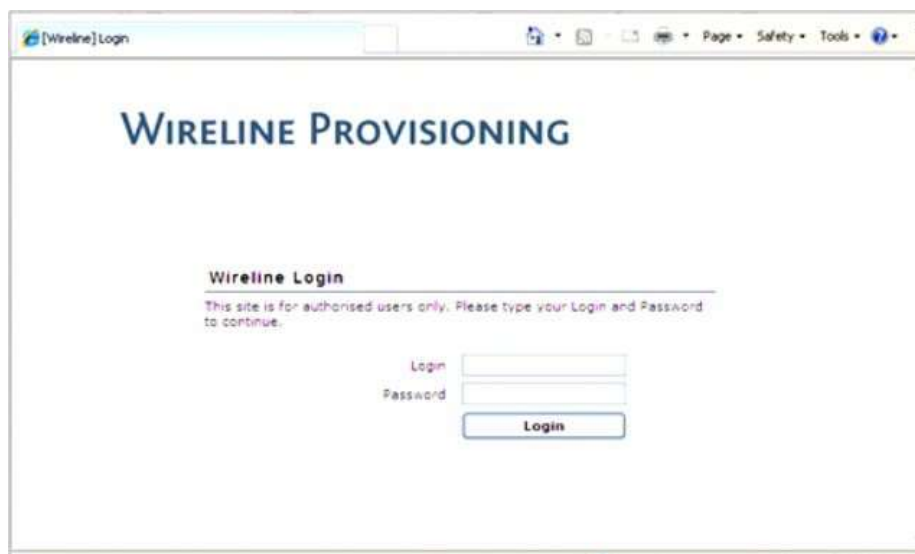 [Wireline] Login
Page
Safety
Tools
WIRELINE PROVISIONING
Wireline Login
This site is for authorised users only. Please type your Login and Password
to continue.
Login
Password
Login